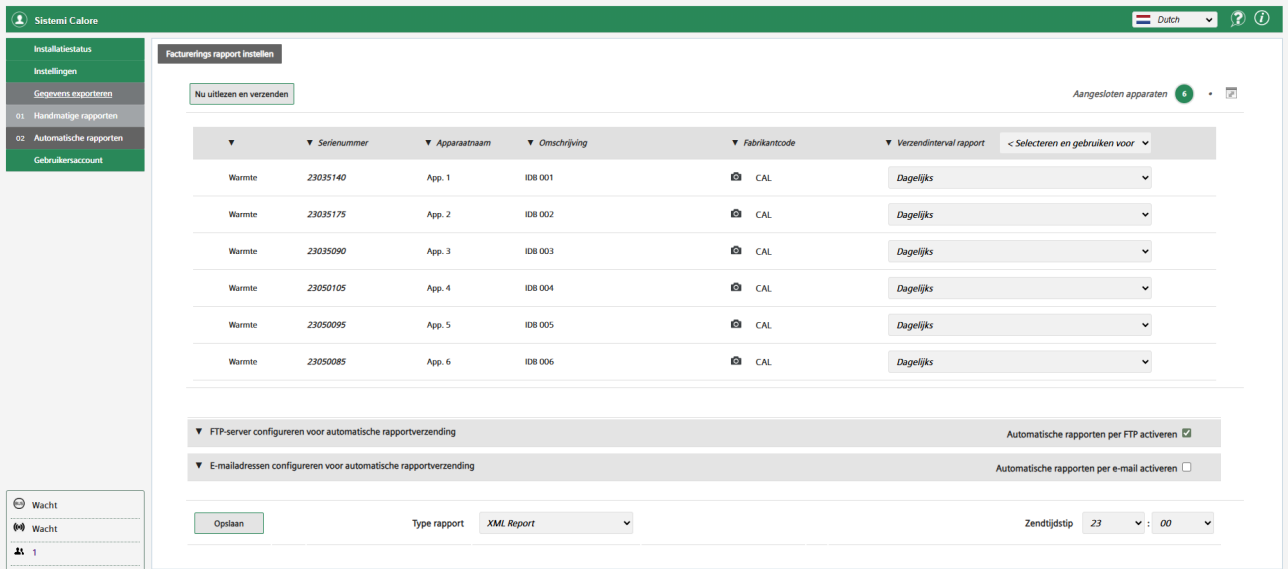 Sistemi Calore
Dutch
Installatiestatus
Instellingen
Gegevens exporteren
01 Handmatige rapporten
02 Automatische rapporten
Gebruikersaccount
Facturerings rapport instellen
Nu uitlezen en verzenden
Aangesloten apparaten 6
▼ ▼ Serienummer ▼ Apparaatnaam ▼ Omschrijving ▼ Fabrikantcode ▼ Verzendinterval rapport < Selecteren en gebruiken voor
Warmte 23035140 App. 1 IDB 001 CAL Dagelijks
Warmte 23035175 App. 2 IDB 002 CAL Dagelijks
Warmte 23035090 App. 3 IDB 003 CAL Dagelijks
Warmte 23050105 App. 4 IDB 004 CAL Dagelijks
Warmte 23050095 App. 5 IDB 005 CAL Dagelijks
Warmte 23050085 App. 6 IDB 006 CAL Dagelijks
▼ FTP-server configureren voor automatische rapportverzending Automatische rapporten per FTP activeren
▼ E-mailadressen configureren voor automatische rapportverzending Automatische rapporten per e-mail activeren
Opslaan Type rapport XML Report Zendtijdstip 23 : 00
Wacht
Wacht
1